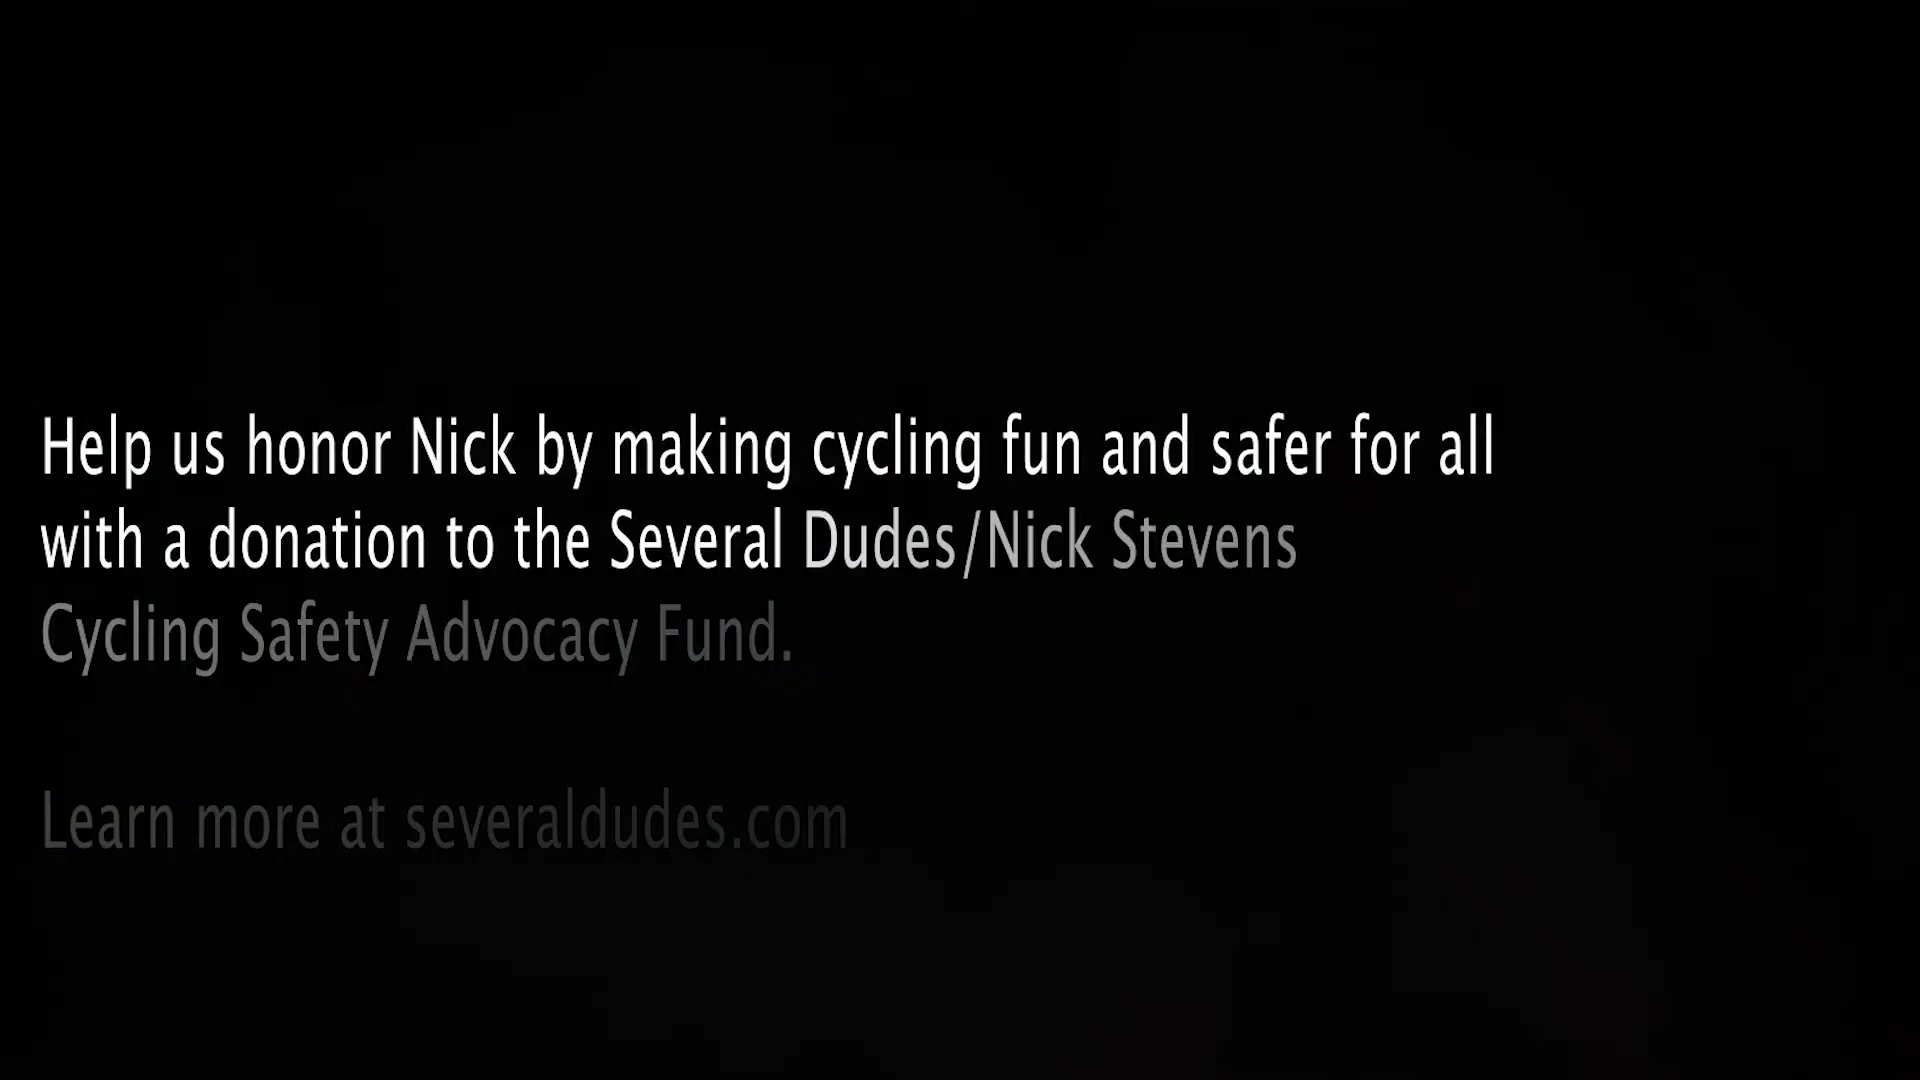 Help us honor Nick by making cycling fun and safer for all
with a donation to the Several Dudes/Nick Stevens
Cycling Safety Advocacy Fund.
Learn more at severaldudes.com